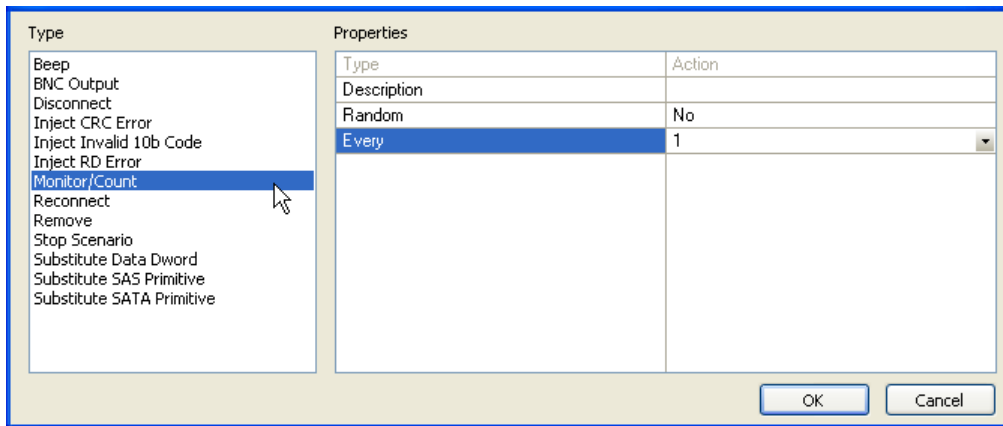 Type
Beep
BNC Output
Disconnect
Inject CRC Error
Inject Invalid 10b Code
Inject RD Error
Monitor/Count
Reconnect
Remove
Stop Scenario
Substitute Data Dword
Substitute SAS Primitive
Substitute SATA Primitive
Properties
Type Action
Description
Random No
Every 1
OK Cancel